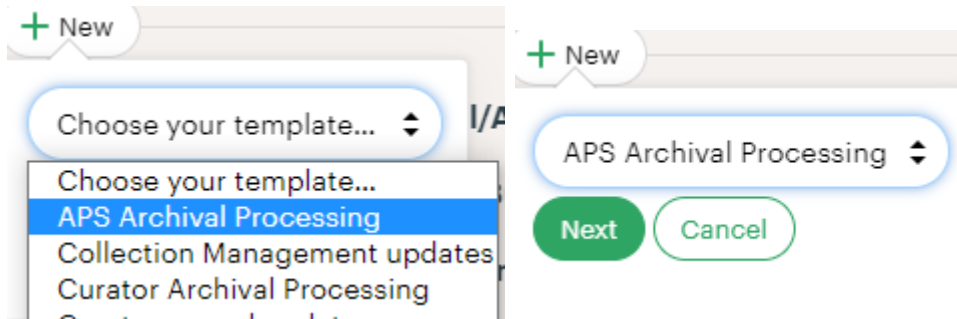 + New
Choose your template...
l/A
Choose your template...
APS Archival Processing
Collection Management updates
Curator Archival Processing
+ New
APS Archival Processing
Next
Cancel